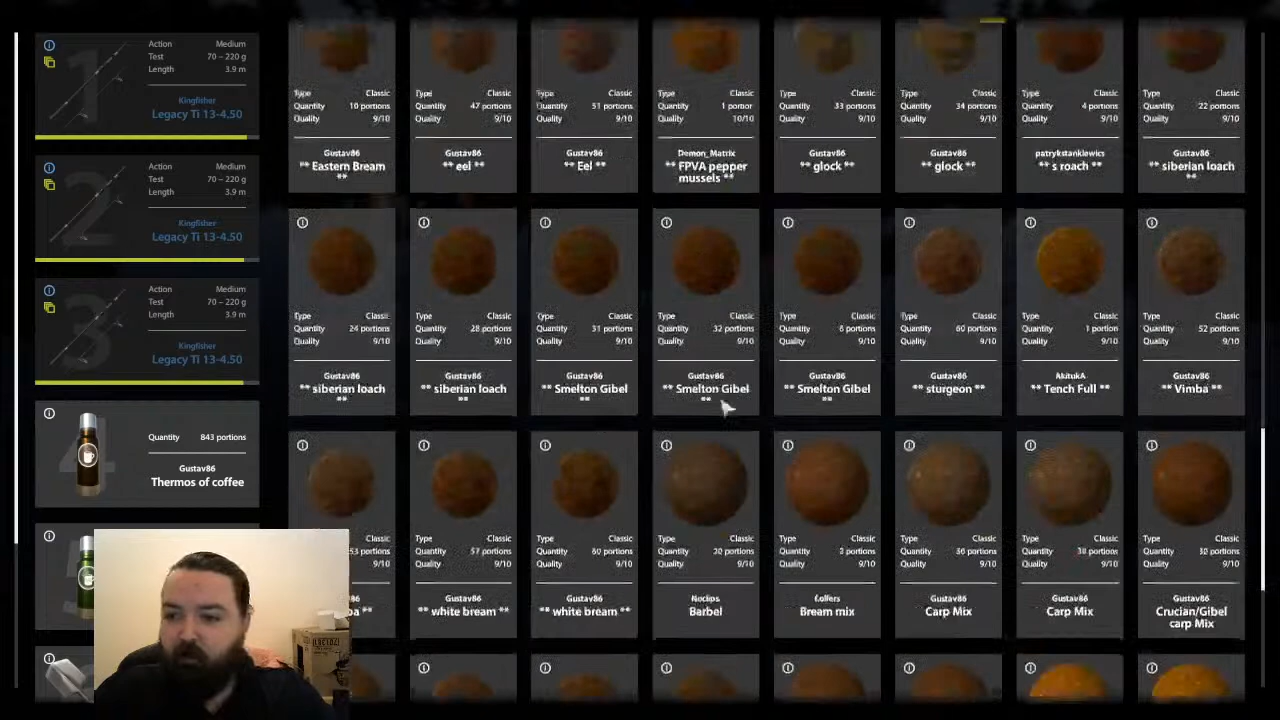 1
Action Medium
Test 70 – 220 g
Length 3.9 m
Kingfisher
Legacy Ti 13-4.50
2
Action Medium
Test 70 – 220 g
Length 3.9 m
Kingfisher
Legacy Ti 13-4.50
3
Action Medium
Test 70 – 220 g
Length 3.9 m
Kingfisher
Legacy Ti 13-4.50
4
Quantity 843 portions
Gustav86
Thermos of coffee
Type Classic
Quantity 10 portions
Quality 9/10
Gustav86
** Eastern Bream
**
Type Classic
Quantity 47 portions
Quality 9/10
Gustav86
** eel **
Type Classic
Quantity 51 portions
Quality 9/10
Gustav86
** Eel **
Type Classic
Quantity 1 portion
Quality 10/10
Demon_Matrix
** FPVA pepper
mussels **
Type Classic
Quantity 33 portions
Quality 9/10
Gustav86
** glock **
Type Classic
Quantity 34 portions
Quality 9/10
Gustav86
** glock **
Type Classic
Quantity 4 portions
Quality 9/10
patrykstankiewics
** s roach **
Type Classic
Quantity 22 portions
Quality 9/10
Gustav86
** siberian loach
**
Type Classic
Quantity 24 portions
Quality 9/10
Gustav86
** siberian loach
**
Type Classic
Quantity 28 portions
Quality 9/10
Gustav86
** siberian loach
**
Type Classic
Quantity 31 portions
Quality 9/10
Gustav86
** Smelton Gibel
**
Type Classic
Quantity 32 portions
Quality 9/10
Gustav86
** Smelton Gibel
**
Type Classic
Quantity 6 portions
Quality 9/10
Gustav86
** Smelton Gibel
**
Type Classic
Quantity 60 portions
Quality 9/10
Gustav86
** sturgeon **
Type Classic
Quantity 1 portion
Quality 9/10
** Tench Full **
Type Classic
Quantity 52 portions
Quality 9/10
Gustav86
** Vimba **
Classic
53 portions
9/10
ba **
Type Classic
Quantity 57 portions
Quality 9/10
Gustav86
** white bream **
Type Classic
Quantity 60 portions
Quality 9/10
Gustav86
** white bream **
Type Classic
Quantity 20 portions
Quality 9/10
Noclips
Barbel
Type Classic
Quantity portions
Quality 9/10
Bream mix
Type Classic
Quantity 36 portions
Quality 9/10
Gustav86
Carp Mix
Type Classic
Quantity 38 portions
Quality 9/10
Gustav86
Carp Mix
Type Classic
Quantity portions
Quality 9/10
Gustav86
Crucian/Gibel
carp Mix